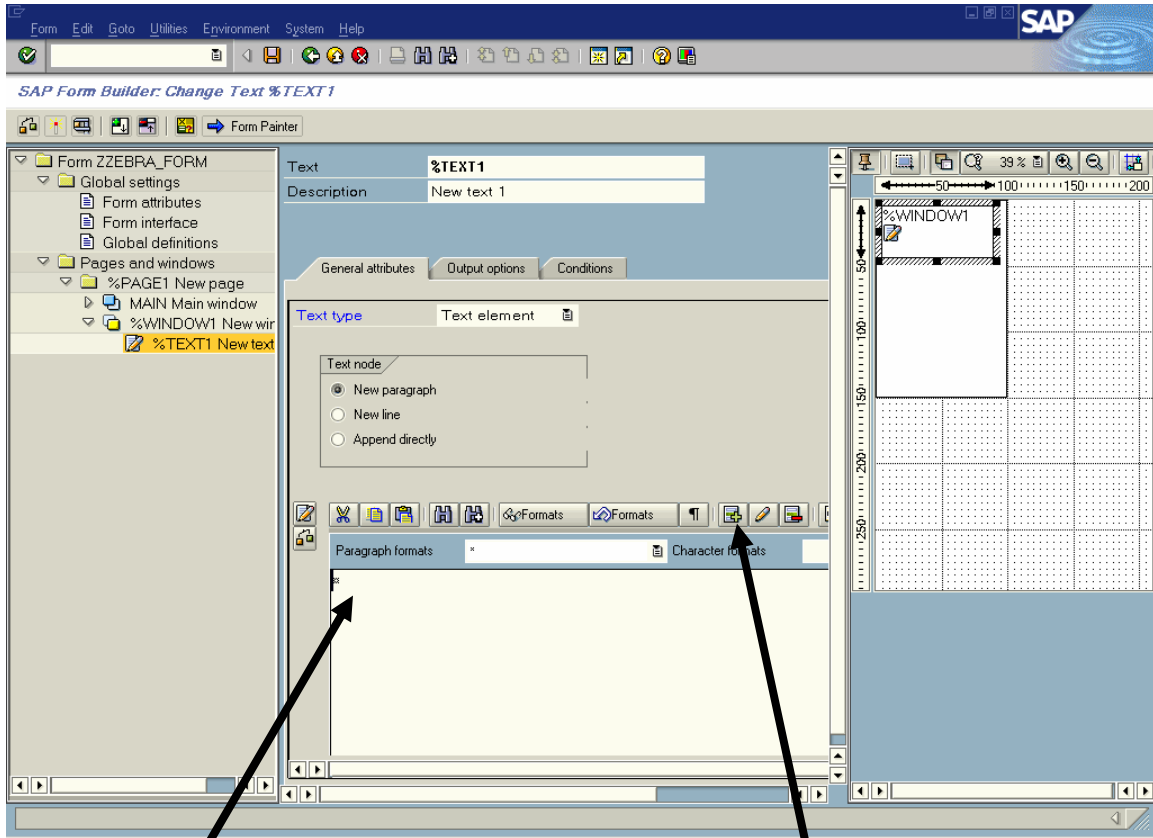 Form Edit Goto Utilities Environment System Help
SAP
SAP Form Builder: Change Text %TEXT1
Form Painter
Form ZZEBRA_FORM
Global settings
Form attributes
Form interface
Global definitions
Pages and windows
%PAGE1 New page
MAIN Main window
%WINDOW1 New wir
%TEXT1 New text
Text %TEXT1
Description New text 1
General attributes Output options Conditions
Text type Text element
Text node
New paragraph
New line
Append directly
Formats Formats
Paragraph formats * Character formats
39 %
50 100 150 200
%WINDOW1
50
100
150
200
250